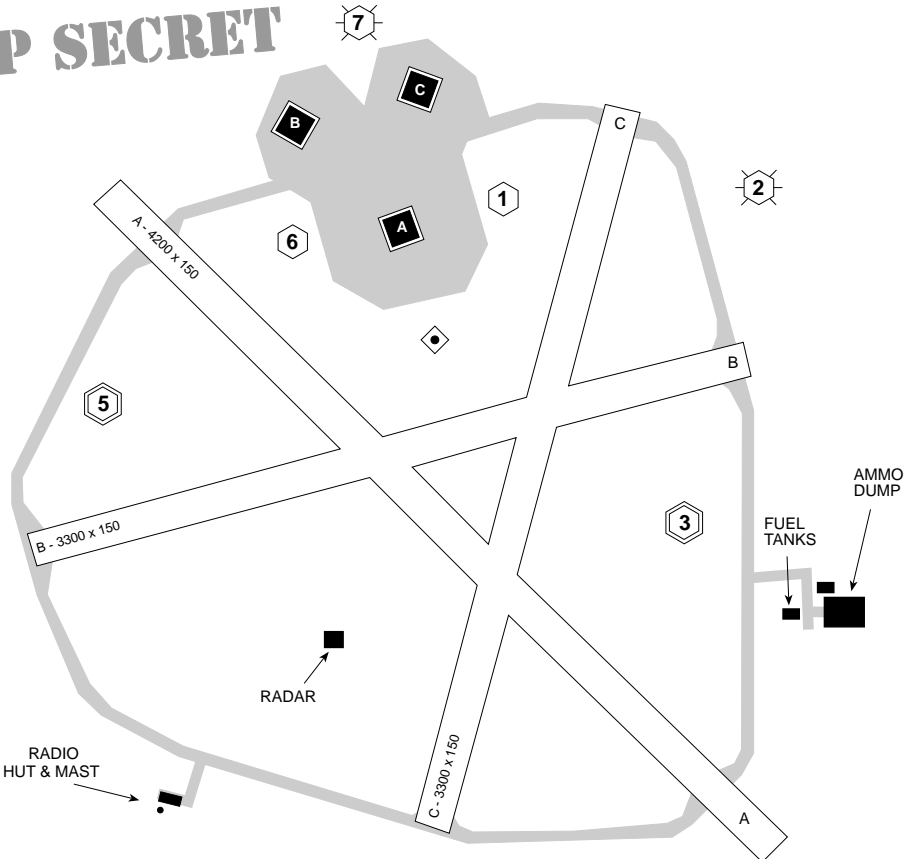 P SECRET
7
C
B
C
2
1
A
6
A - 4200 x 150
B
5
AMMO
DUMP
3
FUEL
TANKS
B - 3300 x 150
RADAR
RADIO
HUT & MAST
C - 3300 x 150
A